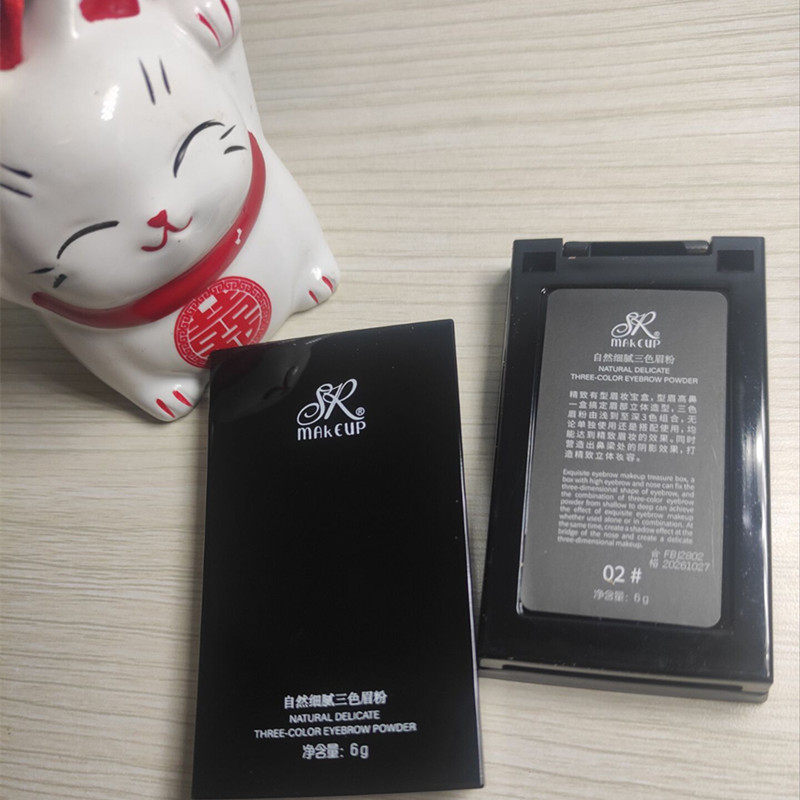 SR®
MAKEUP
自然细腻三色眉粉
NATURAL DELICATE
THREE-COLOR EYEBROW POWDER
净含量: 6g
SR®
MAKEUP
自然细腻三色眉粉
NATURAL DELICATE
THREE-COLOR EYEBROW POWDER
精致有型眉妆宝盒,型眉高鼻
一盒搞定眉部立体造型,三色
眉粉由浅到至深3色组合,无
论单独使用还是搭配使用,均
能达到精致眉妆的效果。同时
营造出鼻梁处的阴影效果,打
造精致立体妆容。
Exquisite eyebrow makeup treasure box, a
box with high eyebrow and nose can fix the
three-dimensional shape of eyebrow, and
the combination of three-color eyebrow
powder from shallow to deep can achieve
the effect of exquisite eyebrow makeup
whether used alone or in combination. At
the same time, create a shadow effect at the
bridge of the nose and create a delicate
three-dimensional makeup.
合 FBJ2802
格 20261027
02#
净含量: 6g